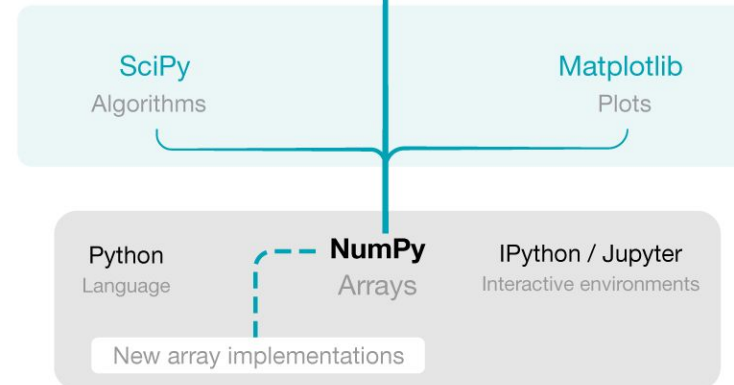 SciPy
Algorithms
Matplotlib
Plots
Python
Language
NumPy
Arrays
IPython / Jupyter
Interactive environments
New array implementations